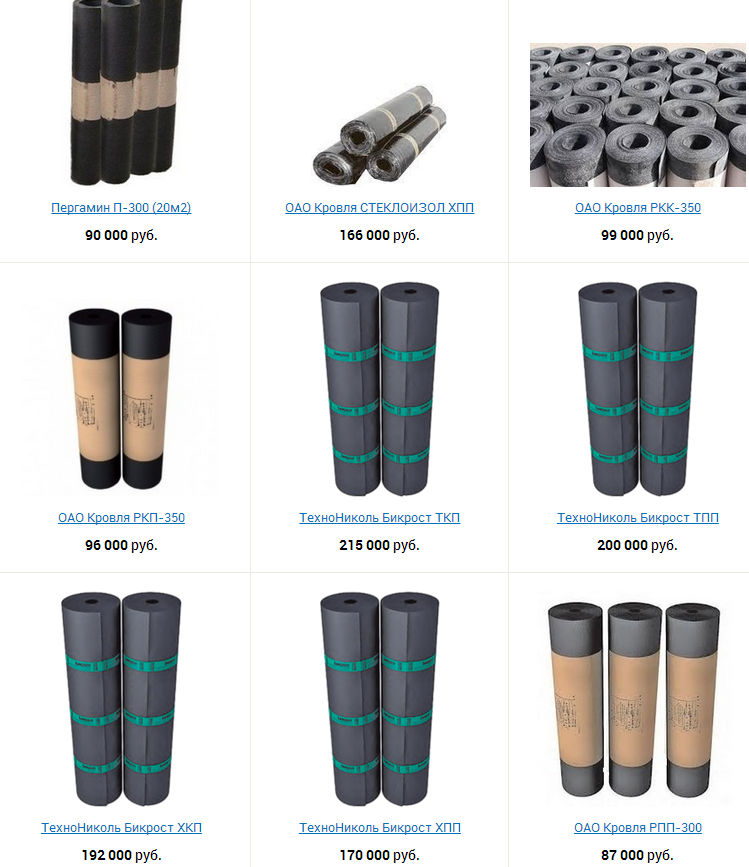 Пергамин П-300 (20м2)
90 000 руб.
ОАО Кровля СТЕКЛОИЗОЛ ХПП
166 000 руб.
ОАО Кровля РКК-350
99 000 руб.
ОАО Кровля РКП-350
96 000 руб.
ТехноНиколь Бикрост ТКП
215 000 руб.
ТехноНиколь Бикрост ТПП
200 000 руб.
ТехноНиколь Бикрост ХКП
192 000 руб.
ТехноНиколь Бикрост ХПП
170 000 руб.
ОАО Кровля РПП-300
87 000 руб.